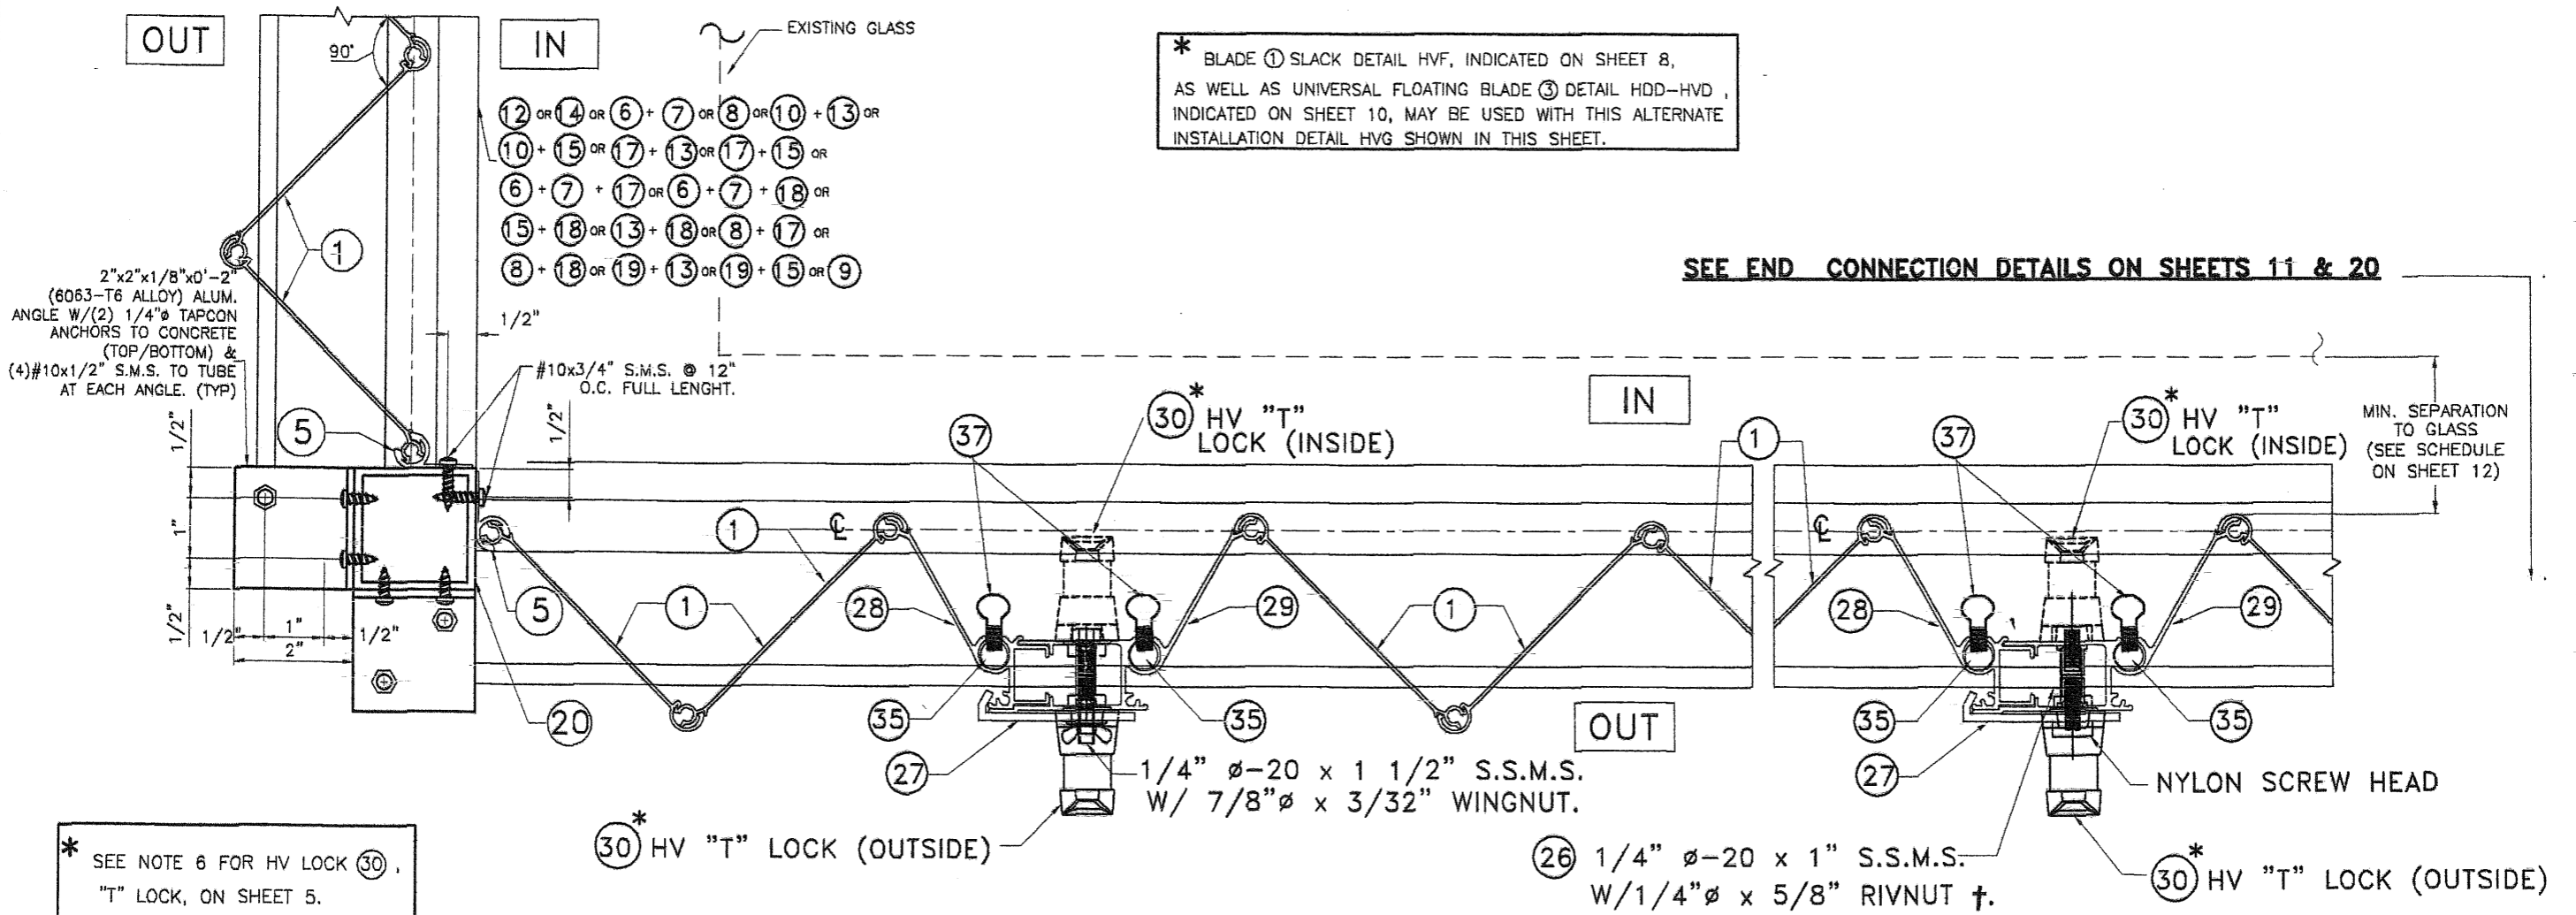 OUT
IN
90°
EXISTING GLASS
* BLADE ① SLACK DETAIL HVF, INDICATED ON SHEET 8,
AS WELL AS UNIVERSAL FLOATING BLADE ③ DETAIL HDD-HVD ,
INDICATED ON SHEET 10, MAY BE USED WITH THIS ALTERNATE
INSTALLATION DETAIL HVG SHOWN IN THIS SHEET.
12 OR 14 OR 6 + 7 OR 8 OR 10 + 13 OR
10 + 15 OR 17 + 13 OR 17 + 15 OR
6 + 7 + 17 OR 6 + 7 + 18 OR
15 + 18 OR 13 + 18 OR 8 + 17 OR
8 + 18 OR 19 + 13 OR 19 + 15 OR 9
1
2"x2"x1/8"x0'-2"
(6063-T6 ALLOY) ALUM.
ANGLE W/(2) 1/4"ø TAPCON
ANCHORS TO CONCRETE
(TOP/BOTTOM) &
(4)#10x1/2" S.M.S. TO TUBE
AT EACH ANGLE. (TYP)
1/2"
#10x3/4" S.M.S. @ 12"
O.C. FULL LENGHT.
SEE END CONNECTION DETAILS ON SHEETS 11 & 20
IN
MIN. SEPARATION
TO GLASS
(SEE SCHEDULE
ON SHEET 12)
5
1/2"
1"
1/2"
1/2"
1"
1/2"
2"
1/2"
37
30 * HV "T"
LOCK (INSIDE)
1
37
30 * HV "T"
LOCK (INSIDE)
1
℄
℄
5
1
28
29
1
28
29
20
35
35
27
OUT
35
35
27
1/4" ø-20 x 1 1/2" S.S.M.S.
W/ 7/8"ø x 3/32" WINGNUT.
NYLON SCREW HEAD
30 * HV "T" LOCK (OUTSIDE)
26 1/4" ø-20 x 1" S.S.M.S.
W/1/4"ø x 5/8" RIVNUT †.
30 * HV "T" LOCK (OUTSIDE)
* SEE NOTE 6 FOR HV LOCK 30 ,
"T" LOCK, ON SHEET 5.